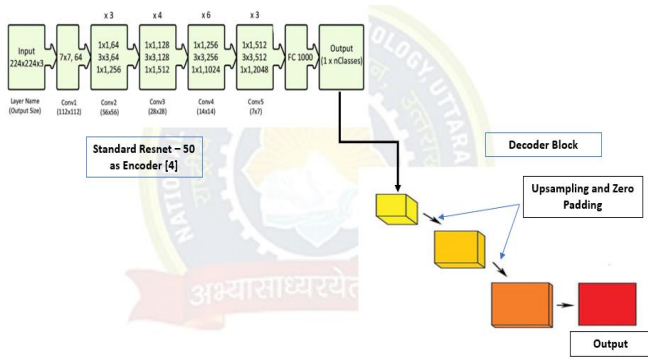 x 3
x 4
x 6
x 3
Input
224x224x3
7x7, 64
1x1,64
3x3,64
1x1,256
1x1,128
3x3,128
1x1,512
1x1,256
3x3,256
1x1,1024
1x1,512
3x3,512
1x1,2048
FC 1000
Output
(1 x nClasses)
Layer Name
(Output Size)
Conv1
(112x112)
Conv2
(56x56)
Conv3
(28x28)
Conv4
(14x14)
Conv5
(7x7)
Standard Resnet – 50
as Encoder [4]
Decoder Block
Upsampling and Zero
Padding
Output
OLOGY, UTTARA